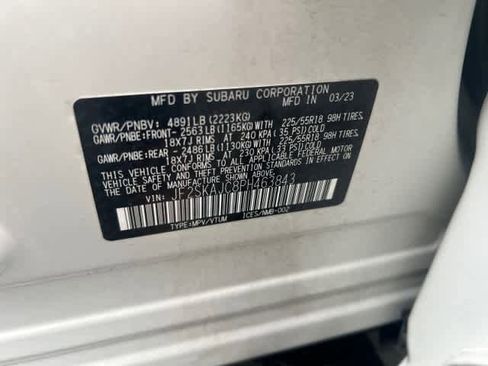 MFD BY SUBARU CORPORATION IN 03/23
GVWR/PNBV: 4891LB(2223KG)
GAWR/PNBE:FRONT- 2563LB(1165KG)WITH 225/55R18 98H TIRES,
18X7J RIMS AT 240 KPA(35 PSI)COLD
GAWR/PNBE:REAR -2486LB(1130KG)WITH 225/55R18 98H TIRES,
18X7J RIMS AT 230 KPA(33 PSI)COLD
THIS VEHICLE CONFORMS TO ALL APPLICABLE FEDERAL
MOTOR VEHICLE SAFETY, BUMPER, AND THEFT PREVENTION
STANDARDS IN EFFECT ON THE DATE OF MANUFACTURE
SHOWN ABOVE.
VIN: JF2SKAJC8PH463843
TYPE:MPV/VTUM ICES/NMB-002